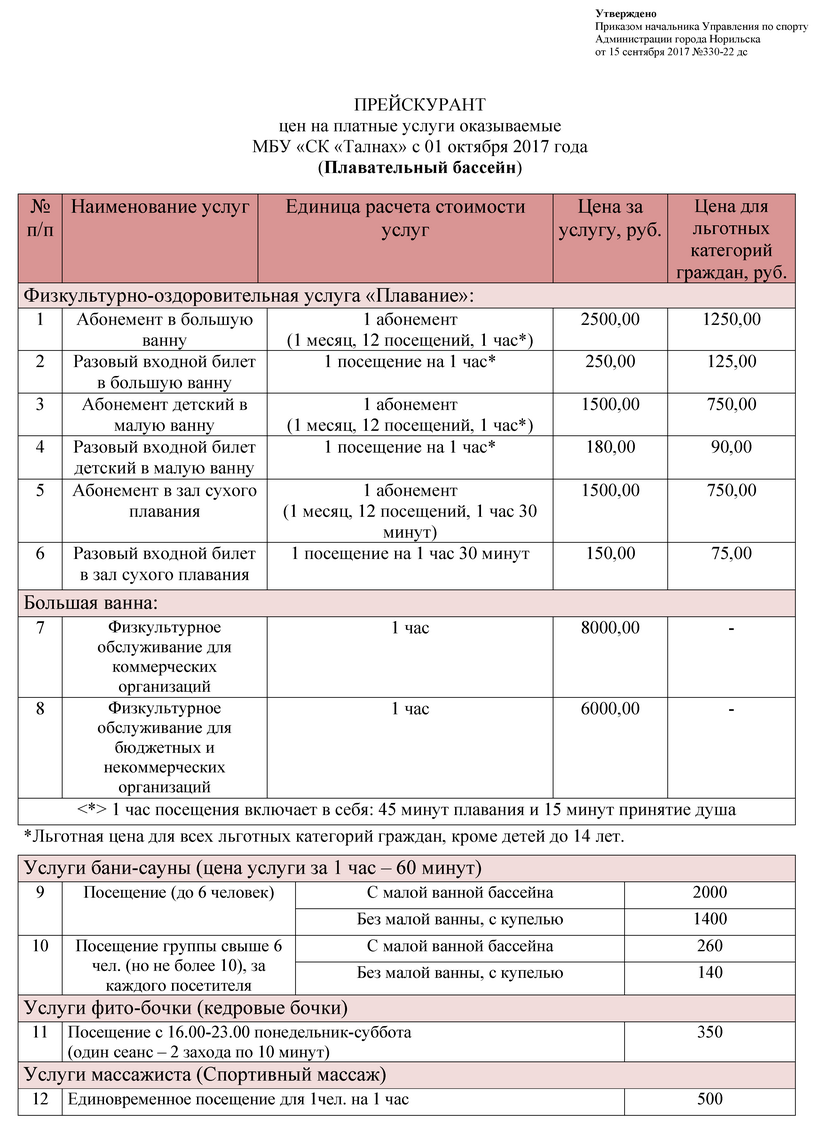 Утверждено
Приказом начальника Управления по спорту
Администрации города Норильска
от 15 сентября 2017 №330-22 дс
ПРЕЙСКУРАНТ
цен на платные услуги оказываемые
МБУ «СК «Талнах» с 01 октября 2017 года
(Плавательный бассейн)
№ п/п Наименование услуг Единица расчета стоимости услуг Цена за услугу, руб. Цена для льготных категорий граждан, руб.
Физкультурно-оздоровительная услуга «Плавание»:
1 Абонемент в большую ванну 1 абонемент (1 месяц, 12 посещений, 1 час*) 2500,00 1250,00
2 Разовый входной билет в большую ванну 1 посещение на 1 час* 250,00 125,00
3 Абонемент детский в малую ванну 1 абонемент (1 месяц, 12 посещений, 1 час*) 1500,00 750,00
4 Разовый входной билет детский в малую ванну 1 посещение на 1 час* 180,00 90,00
5 Абонемент в зал сухого плавания 1 абонемент (1 месяц, 12 посещений, 1 час 30 минут) 1500,00 750,00
6 Разовый входной билет в зал сухого плавания 1 посещение на 1 час 30 минут 150,00 75,00
Большая ванна:
7 Физкультурное обслуживание для коммерческих организаций 1 час 8000,00 -
8 Физкультурное обслуживание для бюджетных и некоммерческих организаций 1 час 6000,00 -
<*> 1 час посещения включает в себя: 45 минут плавания и 15 минут принятие душа
*Льготная цена для всех льготных категорий граждан, кроме детей до 14 лет.
Услуги бани-сауны (цена услуги за 1 час – 60 минут)
9 Посещение (до 6 человек) С малой ванной бассейна 2000
Без малой ванны, с купелью 1400
10 Посещение группы свыше 6 чел. (но не более 10), за каждого посетителя С малой ванной бассейна 260
Без малой ванны, с купелью 140
Услуги фито-бочки (кедровые бочки)
11 Посещение с 16.00-23.00 понедельник-суббота (один сеанс – 2 захода по 10 минут) 350
Услуги массажиста (Спортивный массаж)
12 Единовременное посещение для 1чел. на 1 час 500